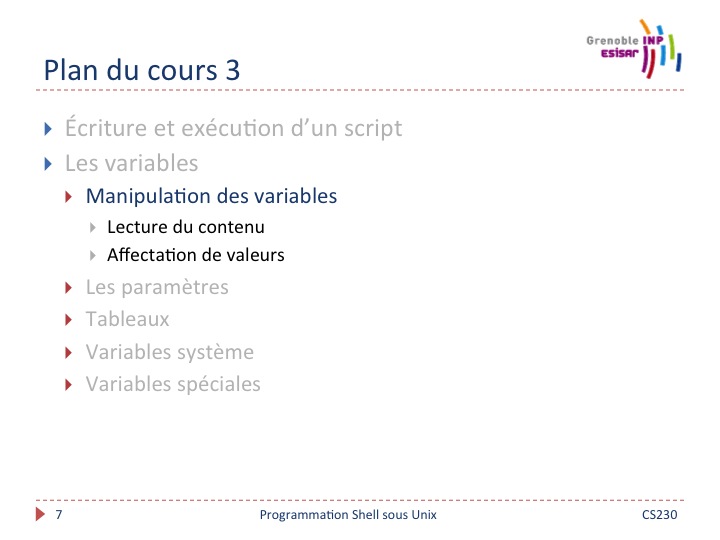 Grenoble INP
esisar
Plan du cours 3
Écriture et exécution d’un script
Les variables
Manipulation des variables
Lecture du contenu
Affectation de valeurs
Les paramètres
Tableaux
Variables système
Variables spéciales
7 Programmation Shell sous Unix CS230